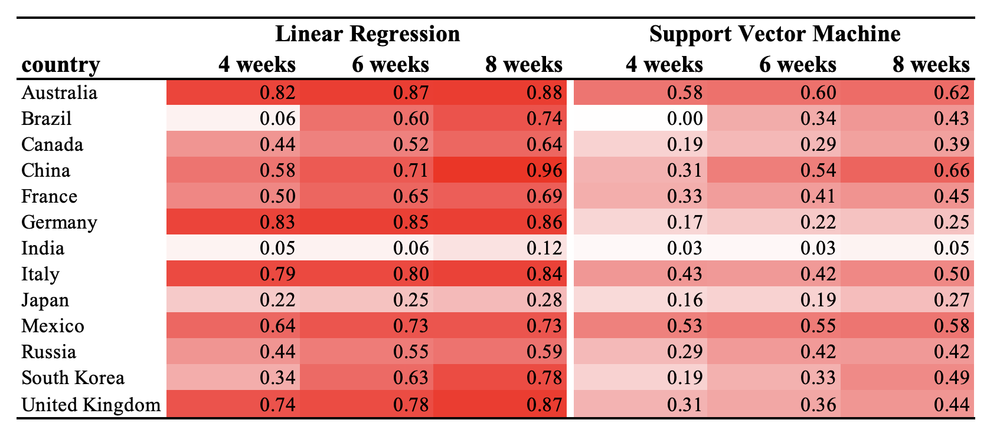 Linear Regression Support Vector Machine
country 4 weeks 6 weeks 8 weeks 4 weeks 6 weeks 8 weeks
Australia 0.82 0.87 0.88 0.58 0.60 0.62
Brazil 0.06 0.60 0.74 0.00 0.34 0.43
Canada 0.44 0.52 0.64 0.19 0.29 0.39
China 0.58 0.71 0.96 0.31 0.54 0.66
France 0.50 0.65 0.69 0.33 0.41 0.45
Germany 0.83 0.85 0.86 0.17 0.22 0.25
India 0.05 0.06 0.12 0.03 0.03 0.05
Italy 0.79 0.80 0.84 0.43 0.42 0.50
Japan 0.22 0.25 0.28 0.16 0.19 0.27
Mexico 0.64 0.73 0.73 0.53 0.55 0.58
Russia 0.44 0.55 0.59 0.29 0.42 0.42
South Korea 0.34 0.63 0.78 0.19 0.33 0.49
United Kingdom 0.74 0.78 0.87 0.31 0.36 0.44